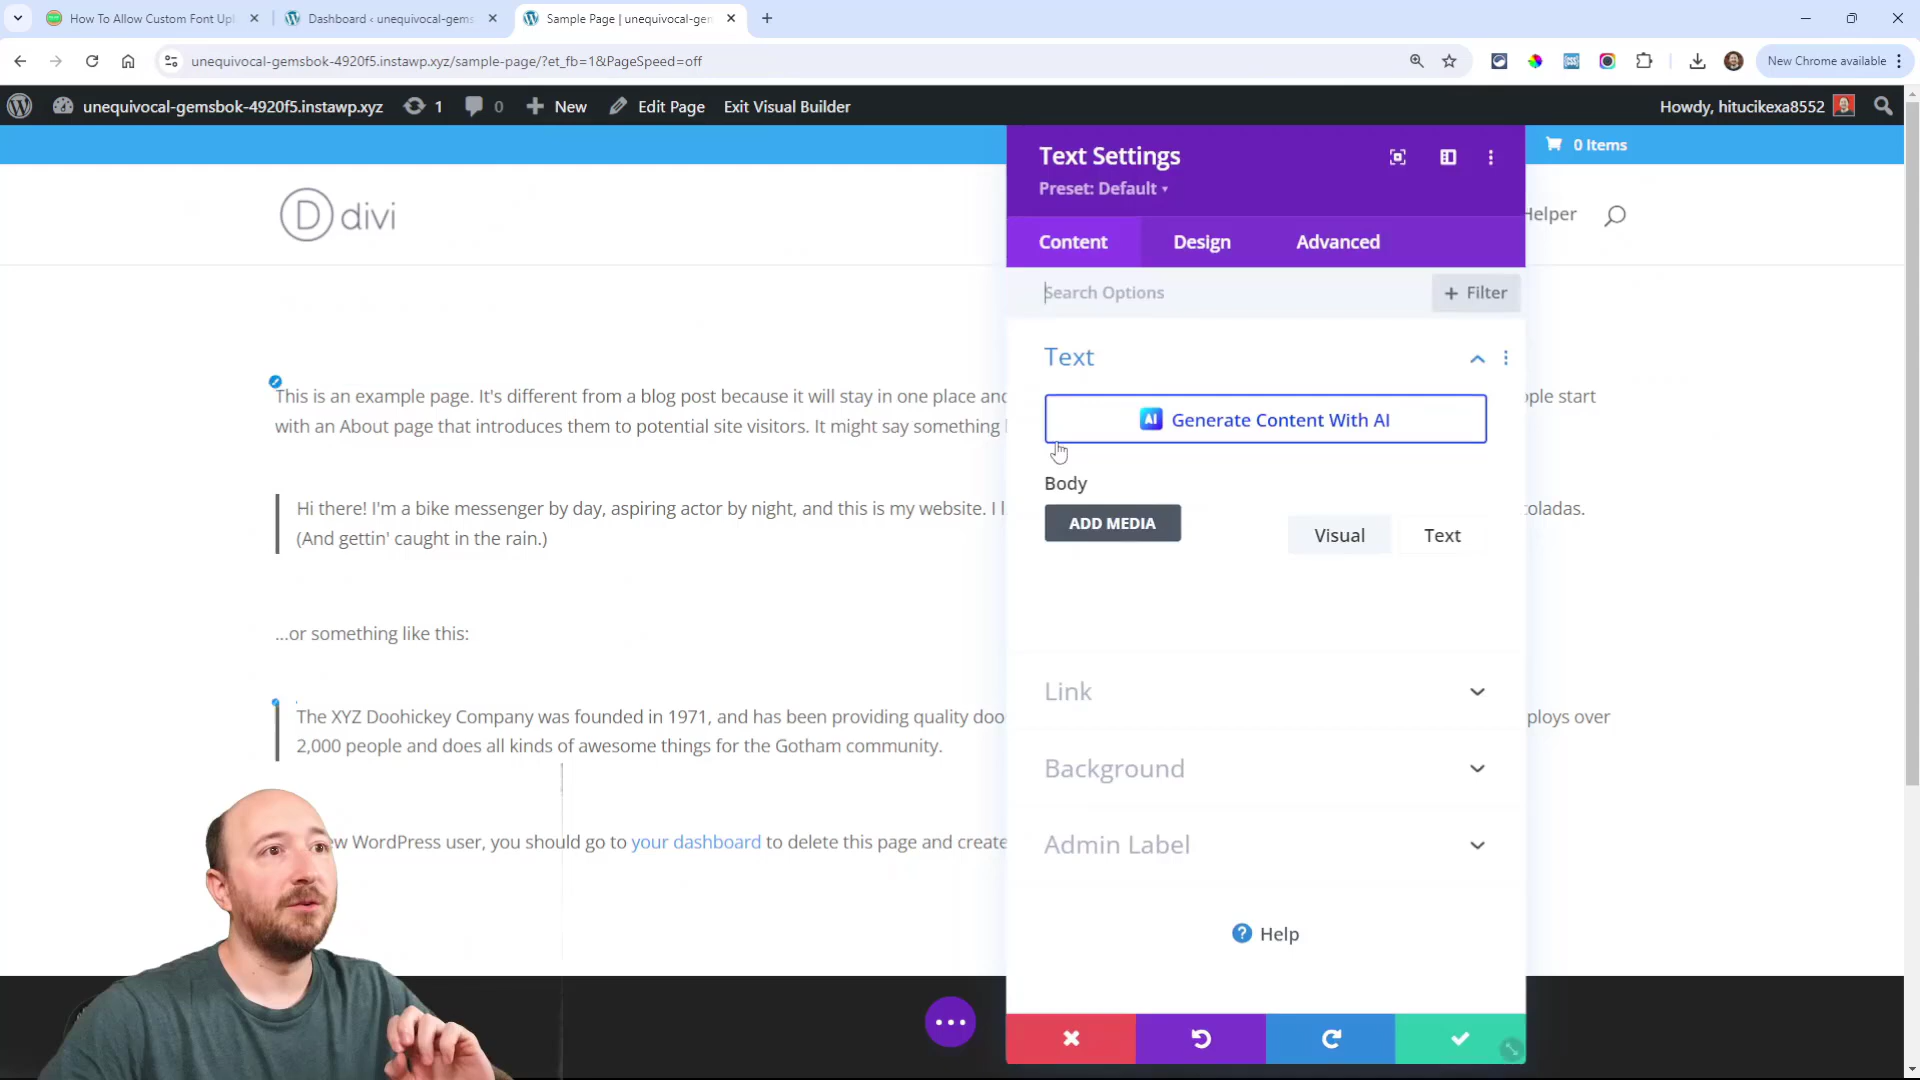 How To Allow Custom Font Upl
Dashboard ‹ unequivocal-gems
Sample Page | unequivocal-gen
unequivocal-gemsbok-4920f5.instawp.xyz/sample-page/?et_fb=1&PageSpeed=off
New Chrome available
unequivocal-gemsbok-4920f5.instawp.xyz
1
0
New
Edit Page
Exit Visual Builder
Howdy, hitucikexa8552
0 Items
D divi
Helper
Text Settings
Preset: Default
Content
Design
Advanced
Search Options
+ Filter
Text
AI Generate Content With AI
Body
ADD MEDIA
Visual
Text
Link
Background
Admin Label
? Help
This is an example page. It's different from a blog post because it will stay in one place and
ople start
with an About page that introduces them to potential site visitors. It might say something
Hi there! I'm a bike messenger by day, aspiring actor by night, and this is my website. I l
coladas.
(And gettin' caught in the rain.)
...or something like this:
The XYZ Doohickey Company was founded in 1971, and has been providing quality doo
ploys over
2,000 people and does all kinds of awesome things for the Gotham community.
ew WordPress user, you should go to your dashboard to delete this page and create